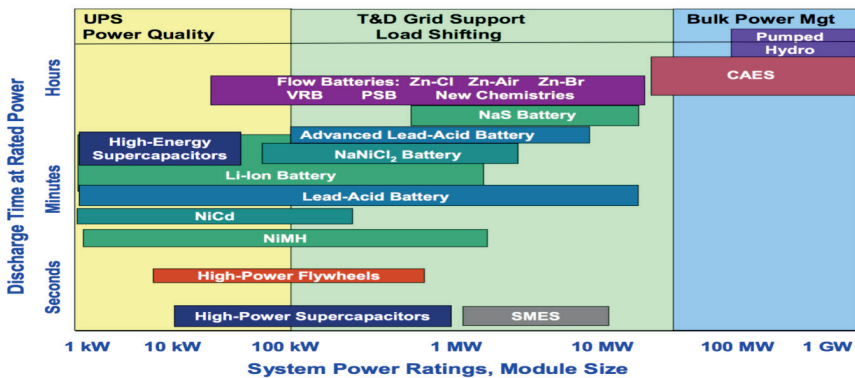 UPS
Power Quality
T&D Grid Support
Load Shifting
Bulk Power Mgt
Pumped
Hydro
CAES
Flow Batteries: Zn-Cl Zn-Air Zn-Br
VRB PSB New Chemistries
NaS Battery
Advanced Lead-Acid Battery
High-Energy
Supercapacitors
NaNiCl₂ Battery
Li-Ion Battery
Lead-Acid Battery
NiCd
NiMH
High-Power Flywheels
High-Power Supercapacitors
SMES
Discharge Time at Rated Power
Hours
Minutes
Seconds
1 kW 10 kW 100 kW 1 MW 10 MW 100 MW 1 GW
System Power Ratings, Module Size